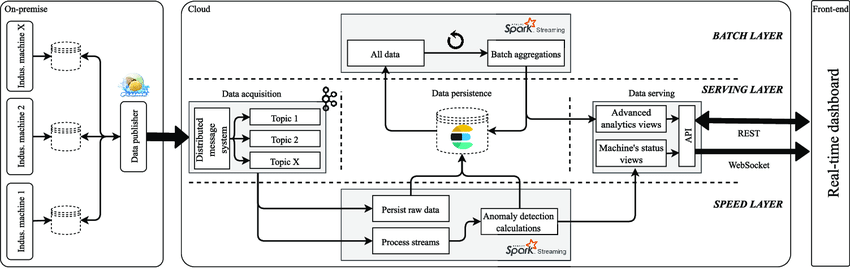 On-premise
Indus. machine X
Indus. machine 2
Indus. machine 1
Data publisher
Cloud
APACHE
Spark Streaming
All data
Batch aggregations
BATCH LAYER
Data acquisition
Distributed
message
system
Topic 1
Topic 2
Topic X
Data persistence
Data serving
SERVING LAYER
Advanced
analytics views
Machine's status
views
API
REST
WebSocket
Persist raw data
Process streams
Anomaly detection
calculations
APACHE
Spark Streaming
SPEED LAYER
Front-end
Real-time dashboard